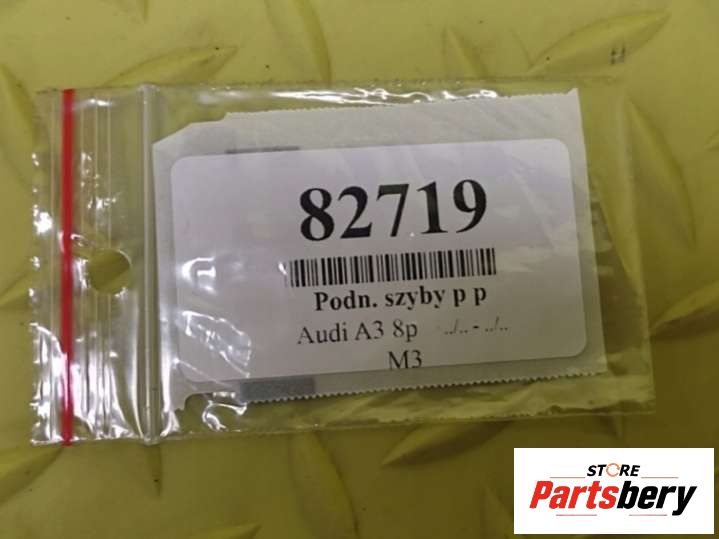 82719
Podn. szyby p p
Audi A3 8p ../.. - ../..
M3
STORE
Partsbery